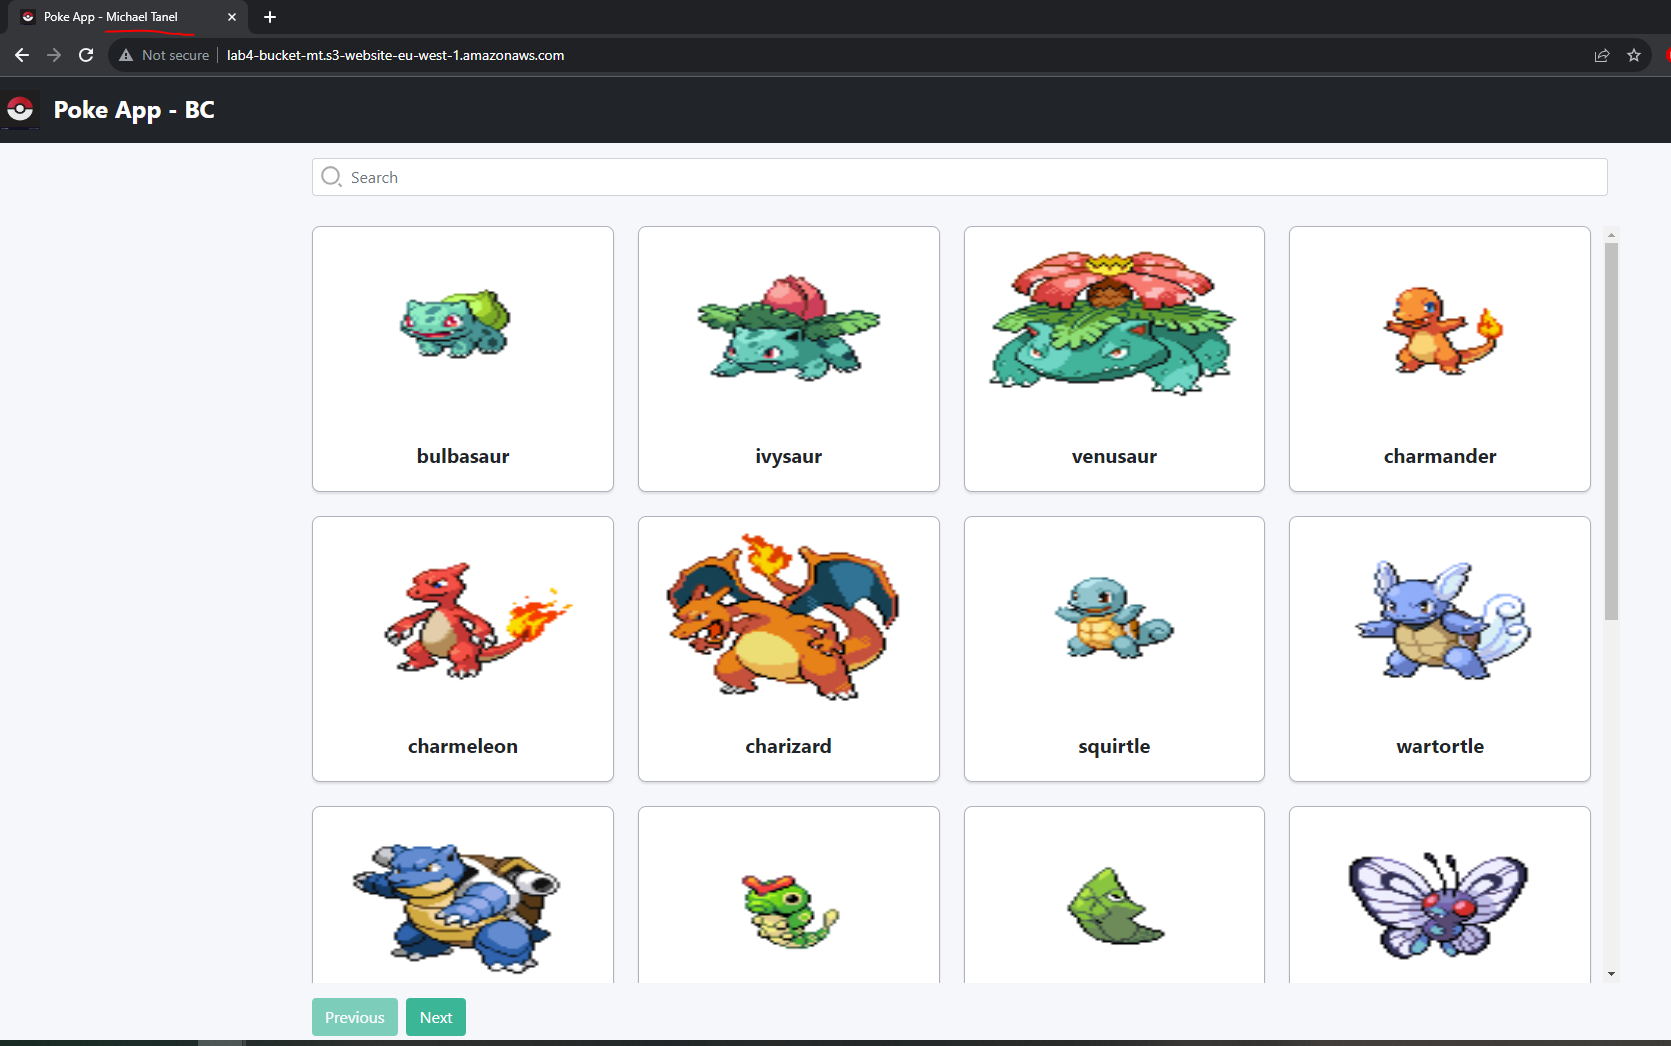 Poke App - Michael Tanel
Not secure
lab4-bucket-mt.s3-website-eu-west-1.amazonaws.com
Poke App - BC
Search
bulbasaur
ivysaur
venusaur
charmander
charmeleon
charizard
squirtle
wartortle
Previous
Next